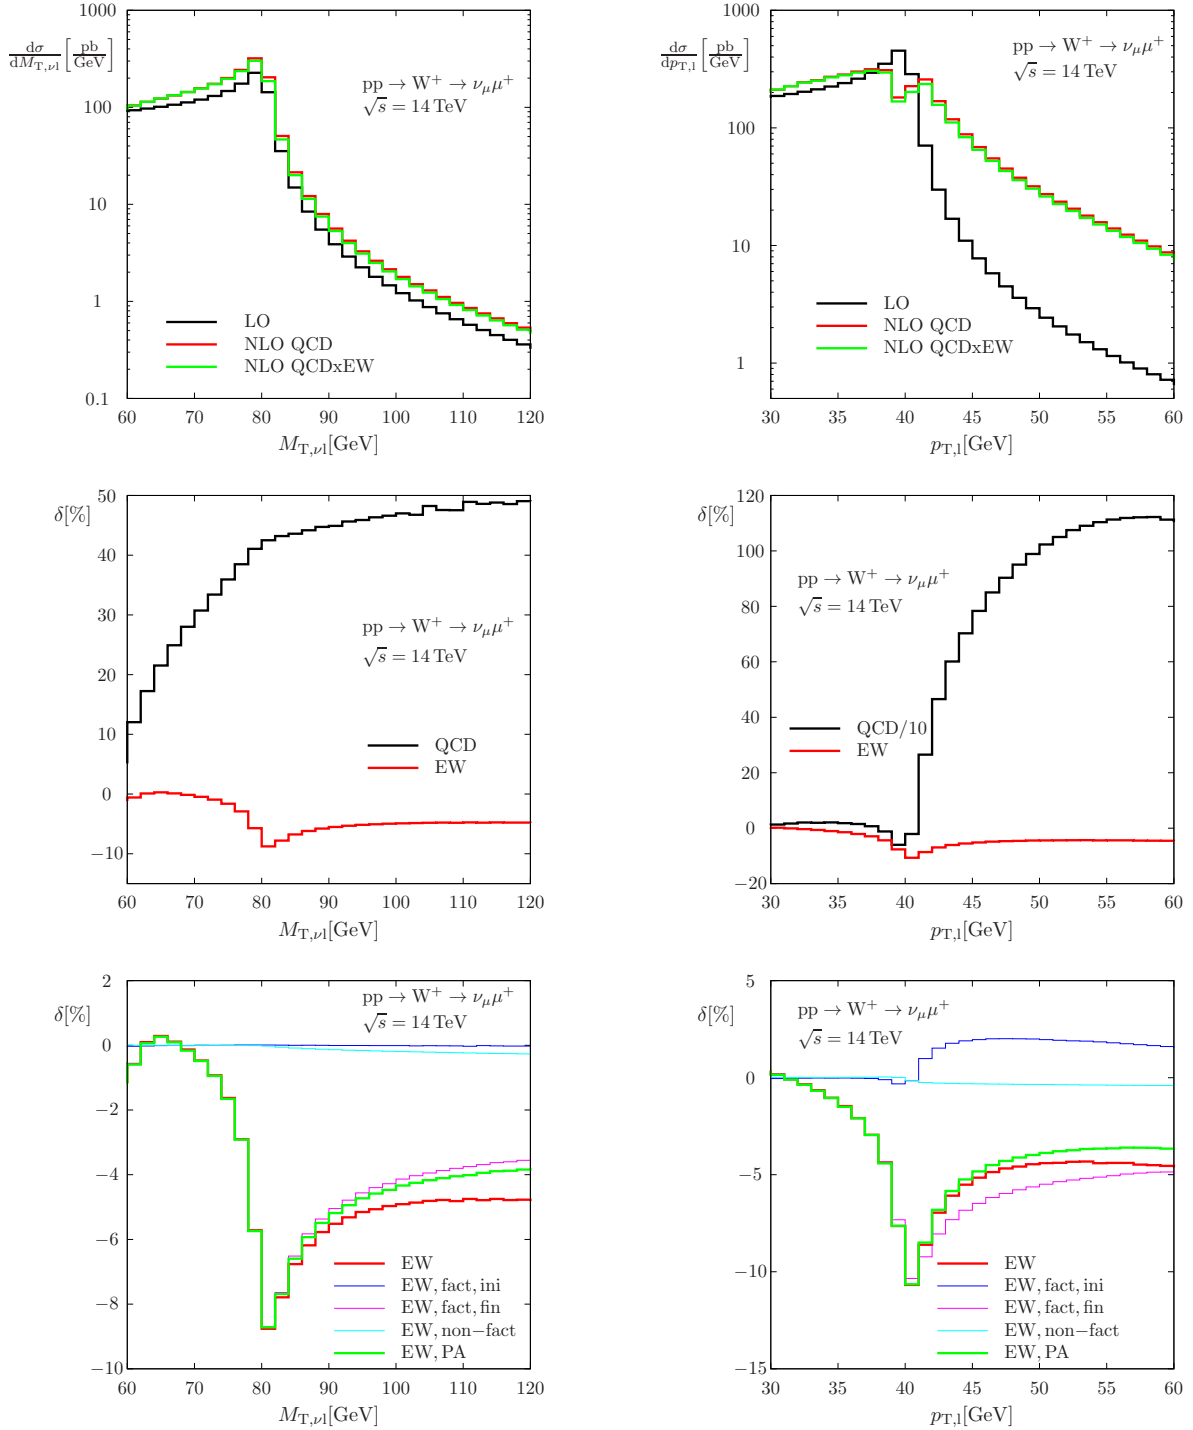 dσ/dM_T,νl [pb/GeV]
1000
100
10
1
0.1
pp → W⁺ → ν_μμ⁺
√s = 14 TeV
LO
NLO QCD
NLO QCDxEW
60 70 80 90 100 110 120
M_T,νl[GeV]
dσ/dp_T,l [pb/GeV]
1000
100
10
1
pp → W⁺ → ν_μμ⁺
√s = 14 TeV
LO
NLO QCD
NLO QCDxEW
30 35 40 45 50 55 60
p_T,l[GeV]
δ[%]
50
40
30
20
10
0
−10
pp → W⁺ → ν_μμ⁺
√s = 14 TeV
QCD
EW
60 70 80 90 100 110 120
M_T,νl[GeV]
δ[%]
120
100
80
60
40
20
0
−20
pp → W⁺ → ν_μμ⁺
√s = 14 TeV
QCD/10
EW
30 35 40 45 50 55 60
p_T,l[GeV]
δ[%]
2
0
−2
−4
−6
−8
−10
pp → W⁺ → ν_μμ⁺
√s = 14 TeV
EW
EW, fact, ini
EW, fact, fin
EW, non−fact
EW, PA
60 70 80 90 100 110 120
M_T,νl[GeV]
δ[%]
5
0
−5
−10
−15
pp → W⁺ → ν_μμ⁺
√s = 14 TeV
EW
EW, fact, ini
EW, fact, fin
EW, non−fact
EW, PA
30 35 40 45 50 55 60
p_T,l[GeV]